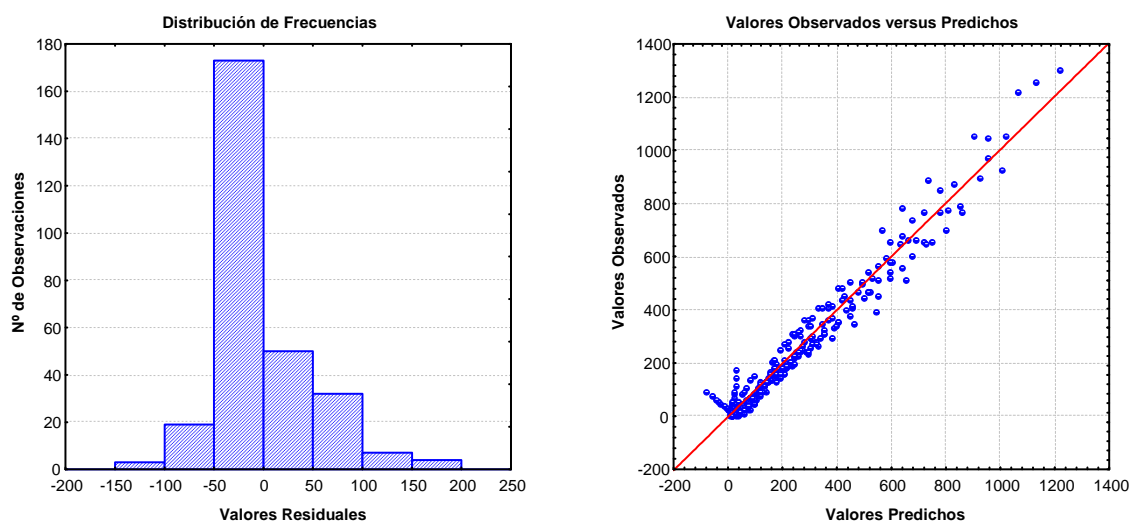 Distribución de Frecuencias
180
160
140
120
100
80
60
40
20
0
-200 -150 -100 -50 0 50 100 150 200 250
Nº de Observaciones
Valores Residuales
Valores Observados versus Predichos
1400
1200
1000
800
600
400
200
0
-200
-200 0 200 400 600 800 1000 1200 1400
Valores Observados
Valores Predichos